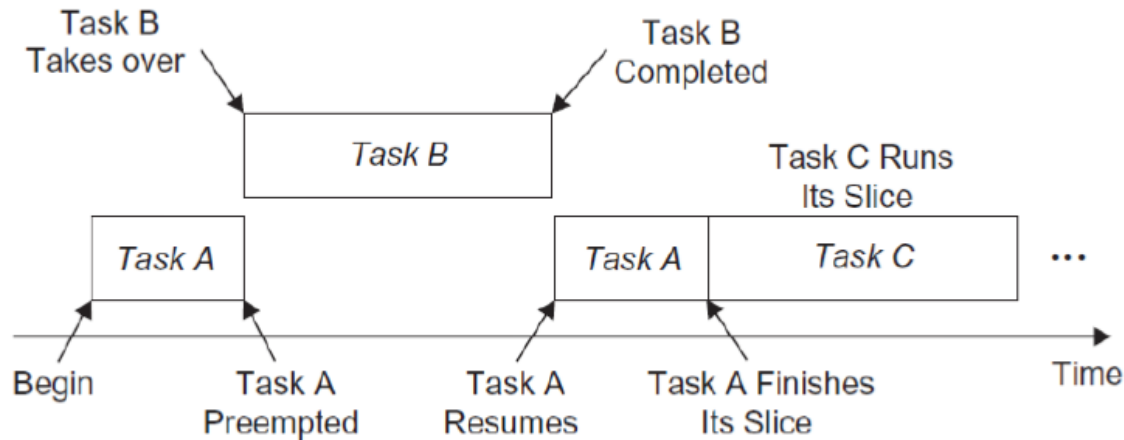 Task B
Takes over
Task B
Completed
Task B
Task C Runs
Its Slice
Task A
Task A
Task C
...
Begin
Task A
Preempted
Task A
Resumes
Task A Finishes
Its Slice
Time